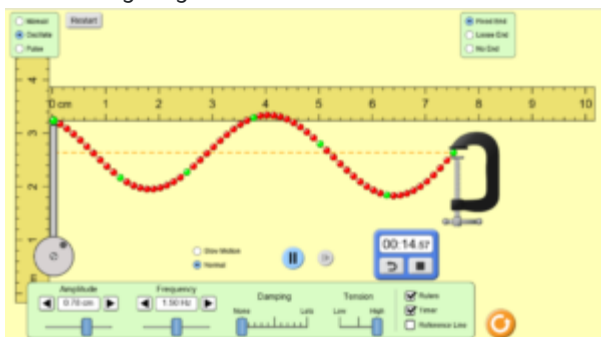 Normal
Oscillate
Pulse
Restart
Fixed End
Loose End
No End
4
3
2
0 cm 1 2 3 4 5 6 7 8 9 10
Slow Motion
Normal
00:14.57
Amplitude
0.70 cm
Frequency
1.50 Hz
Damping
None
Lots
Tension
Low
High
Rulers
Timer
Reference Line